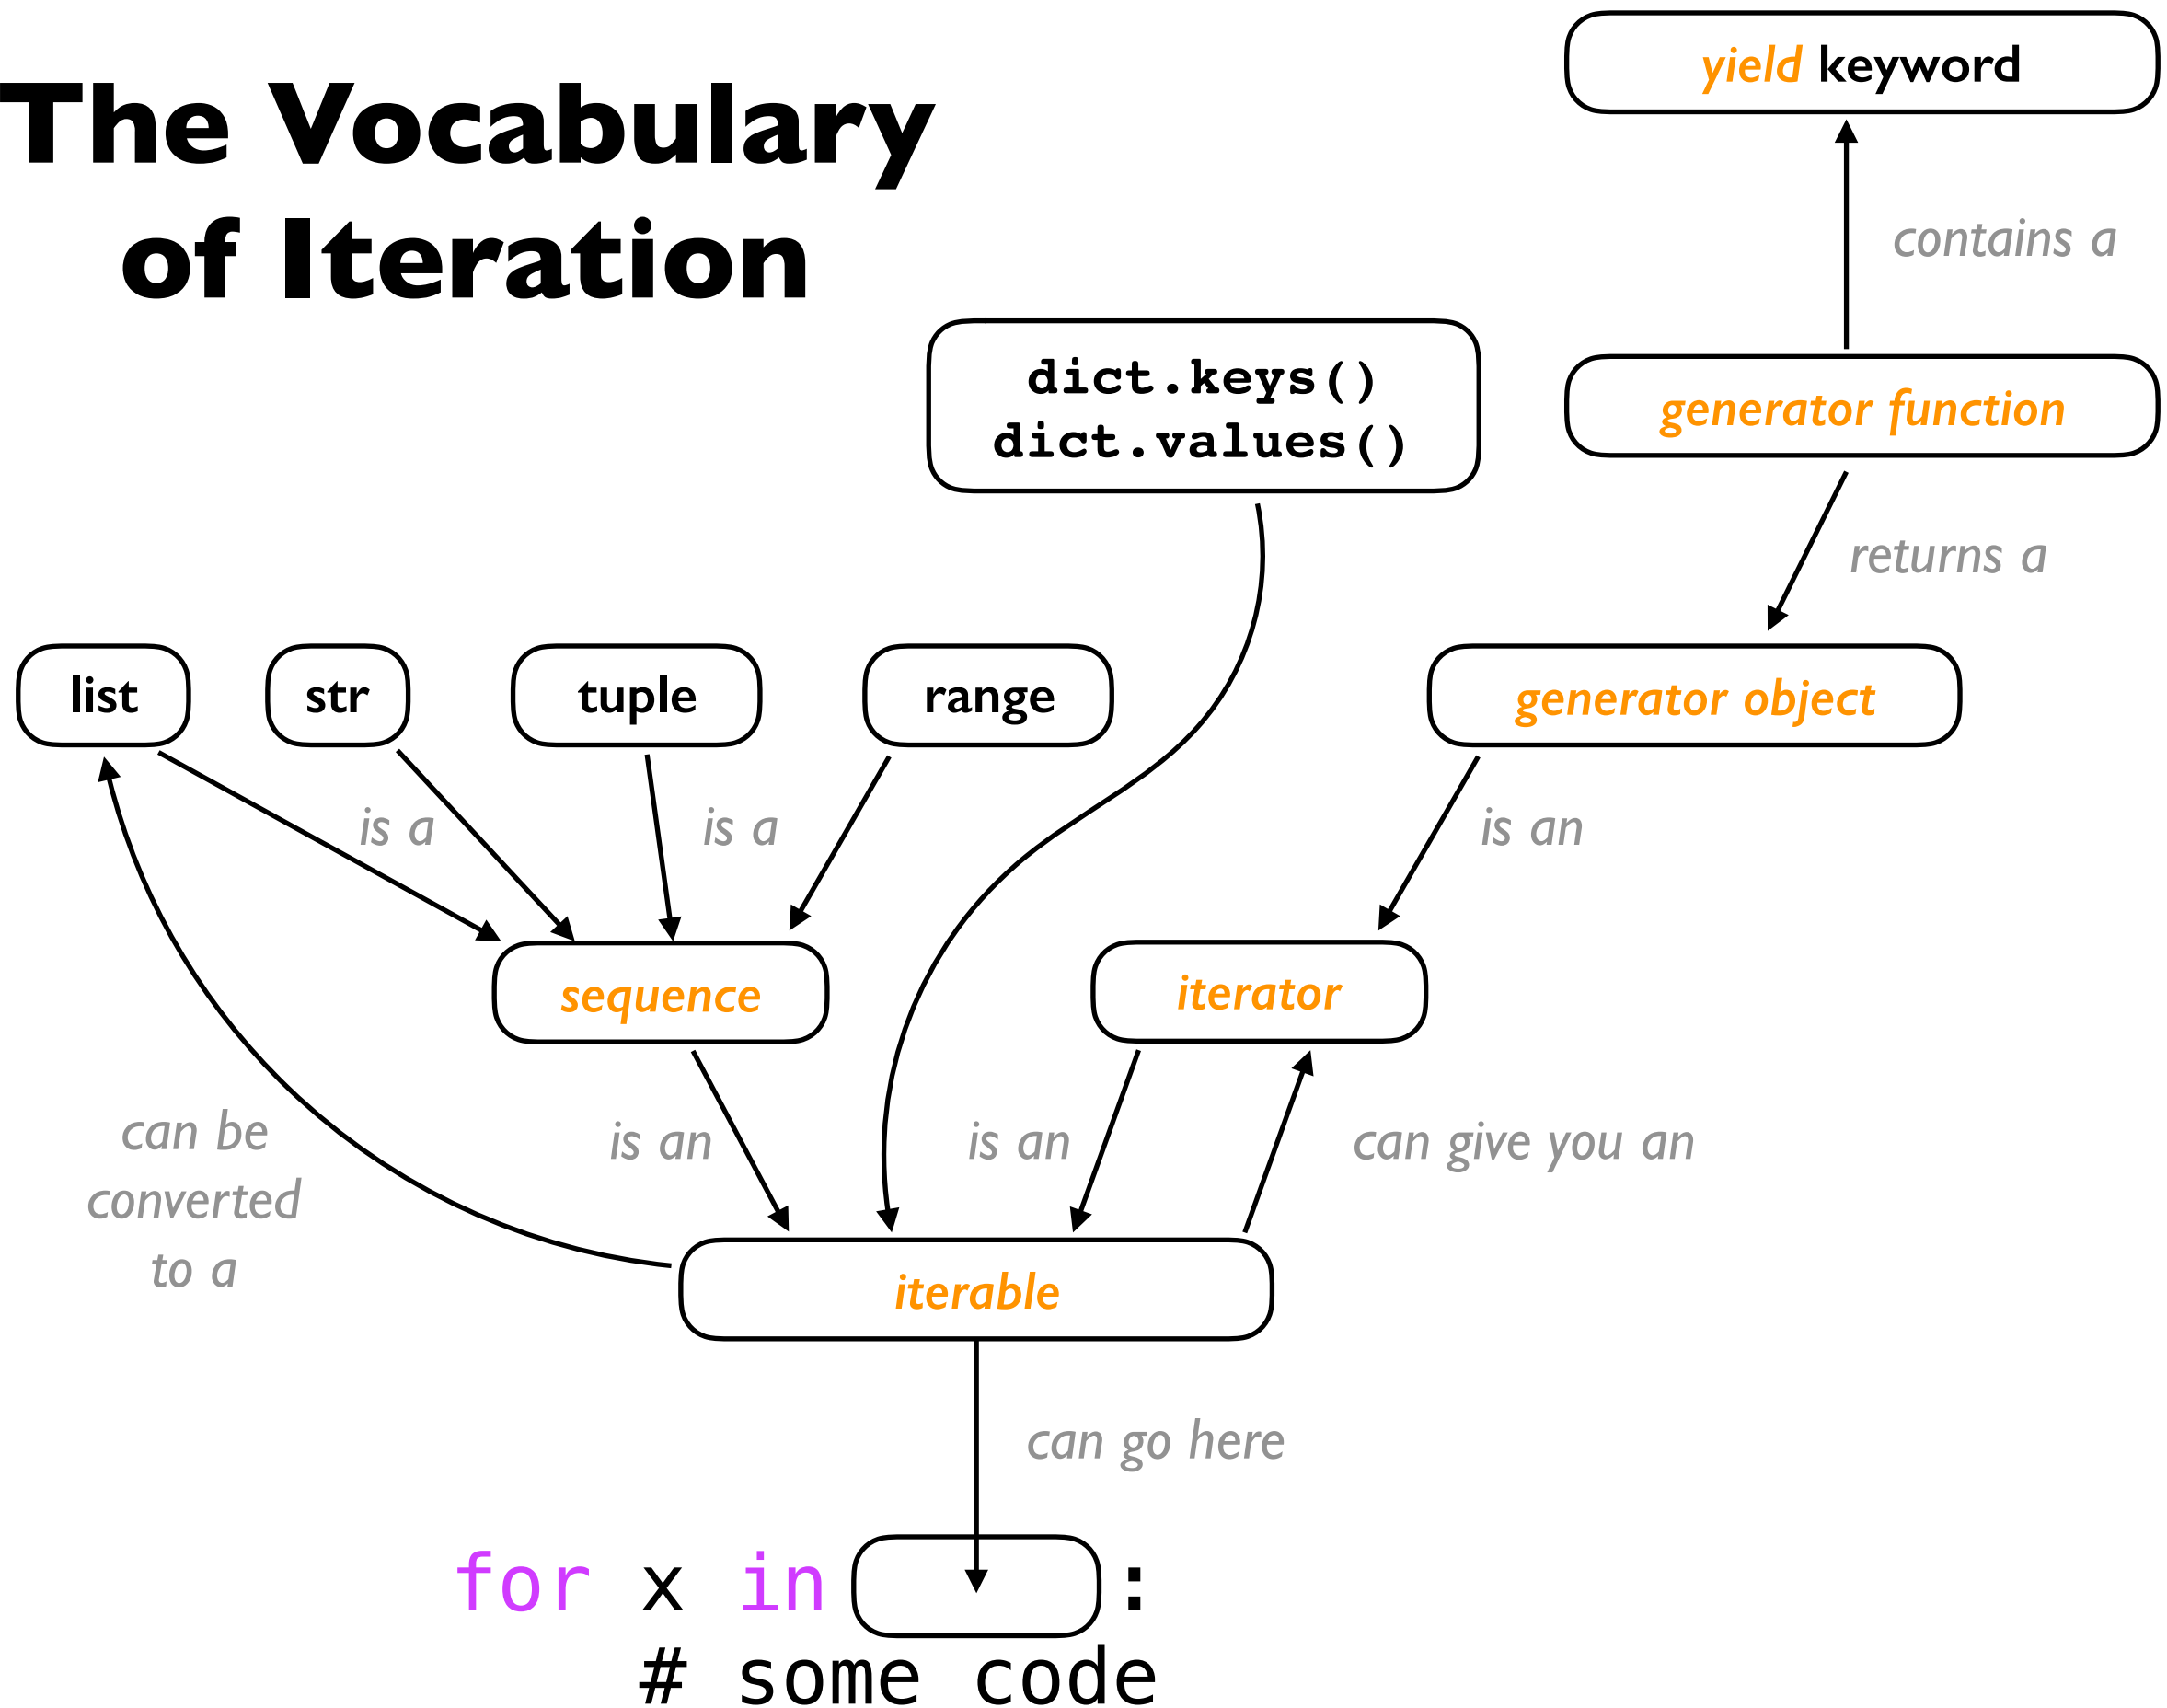 The Vocabulary
of Iteration
yield keyword
contains a
dict.keys()
dict.values()
generator function
returns a
list
str
tuple
range
generator object
is a
is a
is an
sequence
iterator
can be
converted
to a
is an
is an
can give you an
iterable
can go here
for x in :
# some code